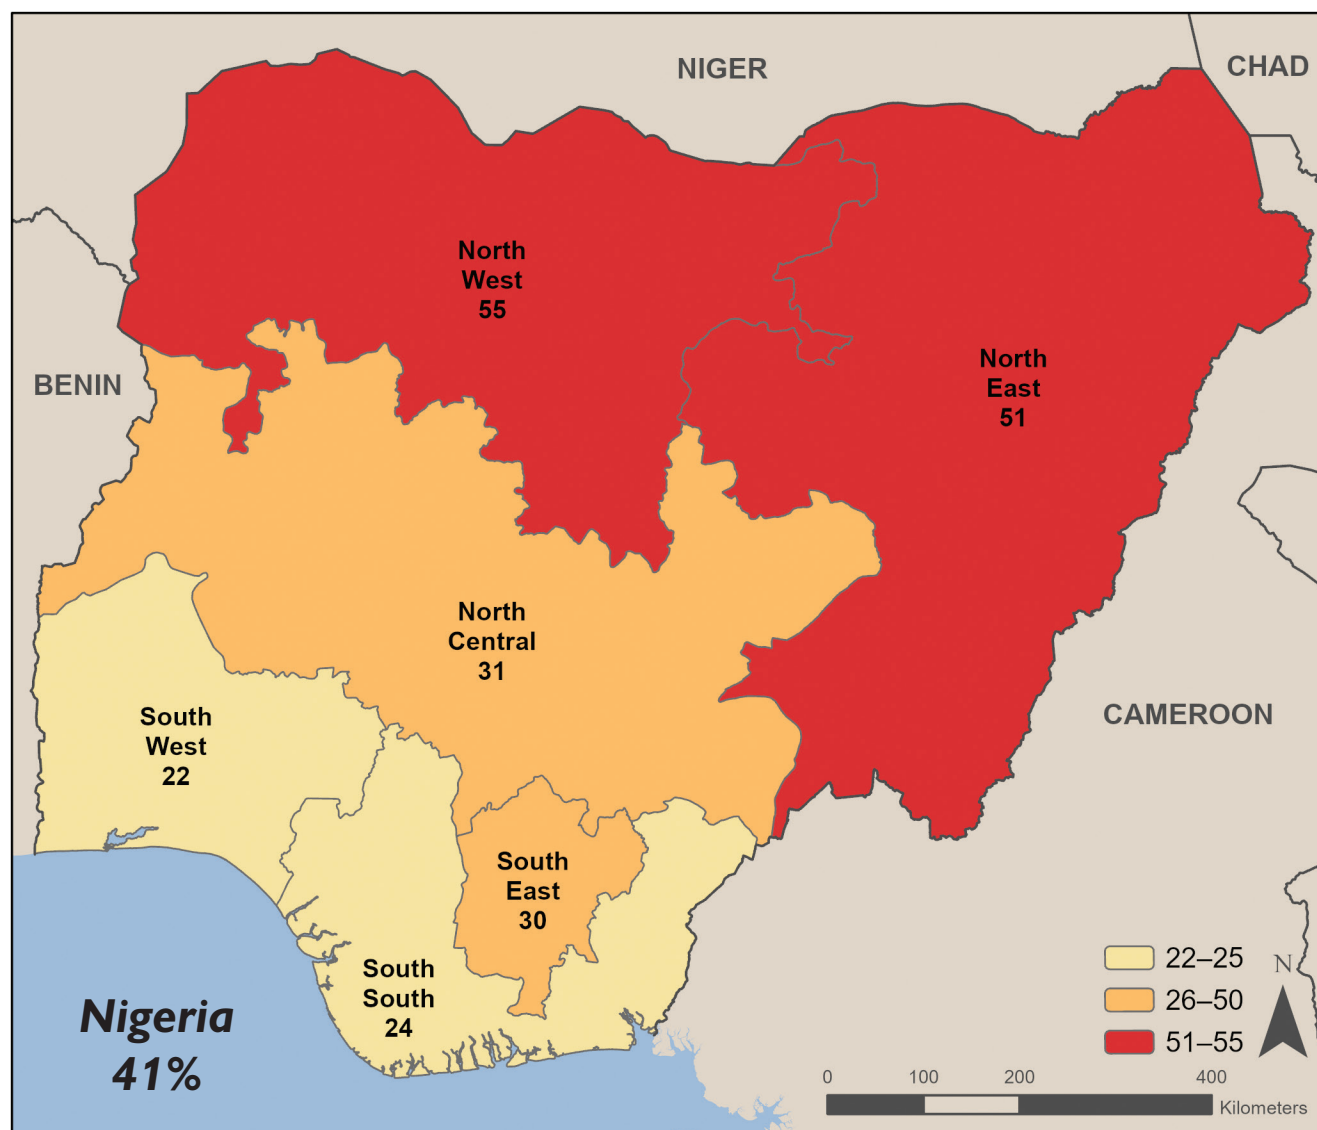 NIGER
CHAD
North
West
55
North
East
51
BENIN
North
Central
31
South
West
22
CAMEROON
South
East
30
South
South
24
Nigeria
41%
22–25
26–50
51–55
N
0 100 200 400
Kilometers